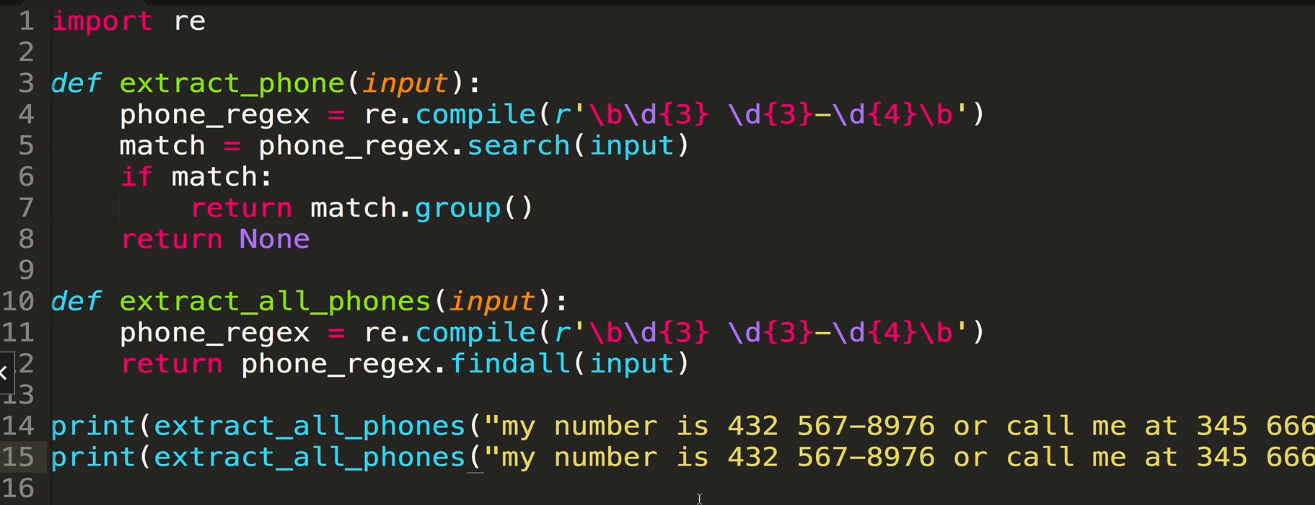 1 import re
2
3 def extract_phone(input):
4     phone_regex = re.compile(r'\b\d{3} \d{3}-\d{4}\b')
5     match = phone_regex.search(input)
6     if match:
7         return match.group()
8     return None
9
10 def extract_all_phones(input):
11     phone_regex = re.compile(r'\b\d{3} \d{3}-\d{4}\b')
2     return phone_regex.findall(input)
13
14 print(extract_all_phones("my number is 432 567-8976 or call me at 345 666
15 print(extract_all_phones("my number is 432 567-8976 or call me at 345 666
16